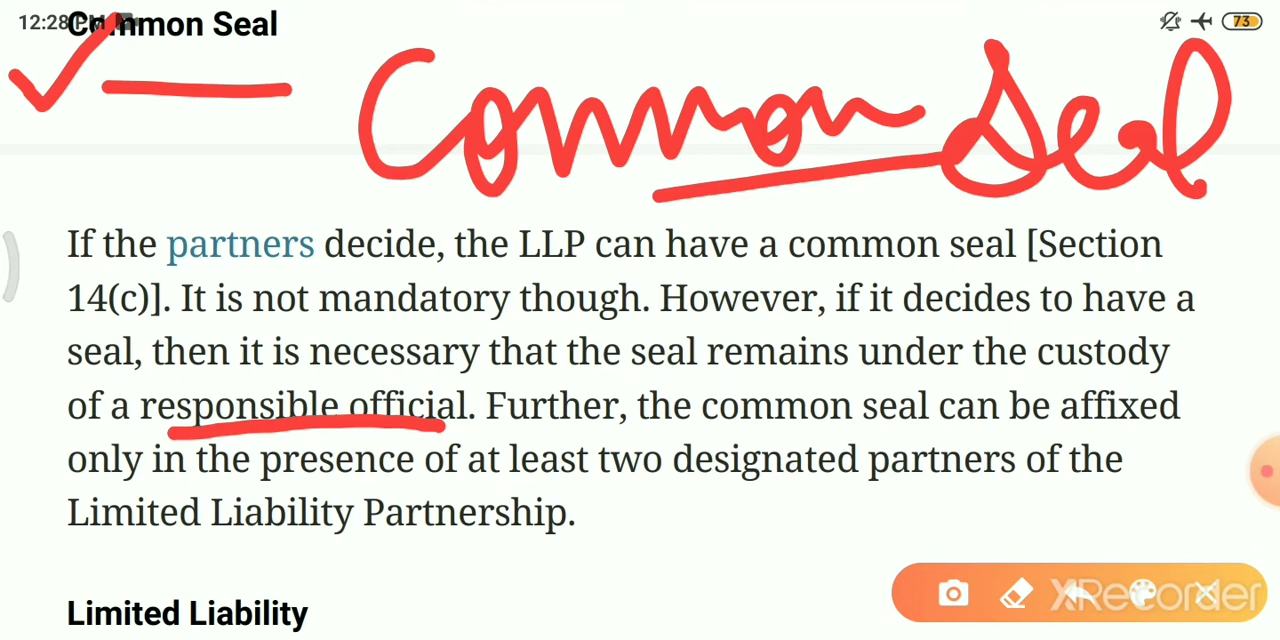 12:28 PM
Common Seal
73
Common Seal
If the partners decide, the LLP can have a common seal [Section
14(c)]. It is not mandatory though. However, if it decides to have a
seal, then it is necessary that the seal remains under the custody
of a responsible official. Further, the common seal can be affixed
only in the presence of at least two designated partners of the
Limited Liability Partnership.
XRecorder
Limited Liability